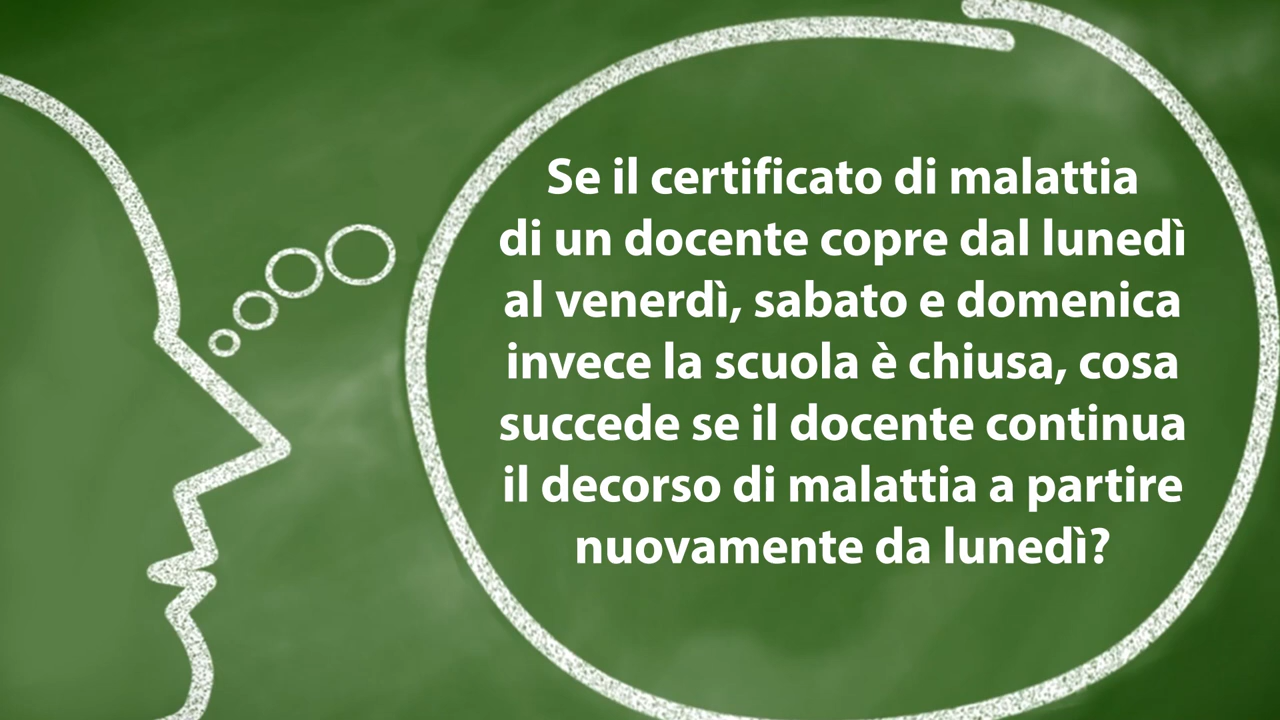 Se il certificato di malattia
di un docente copre dal lunedì
al venerdì, sabato e domenica
invece la scuola è chiusa, cosa
succede se il docente continua
il decorso di malattia a partire
nuovamente da lunedì?